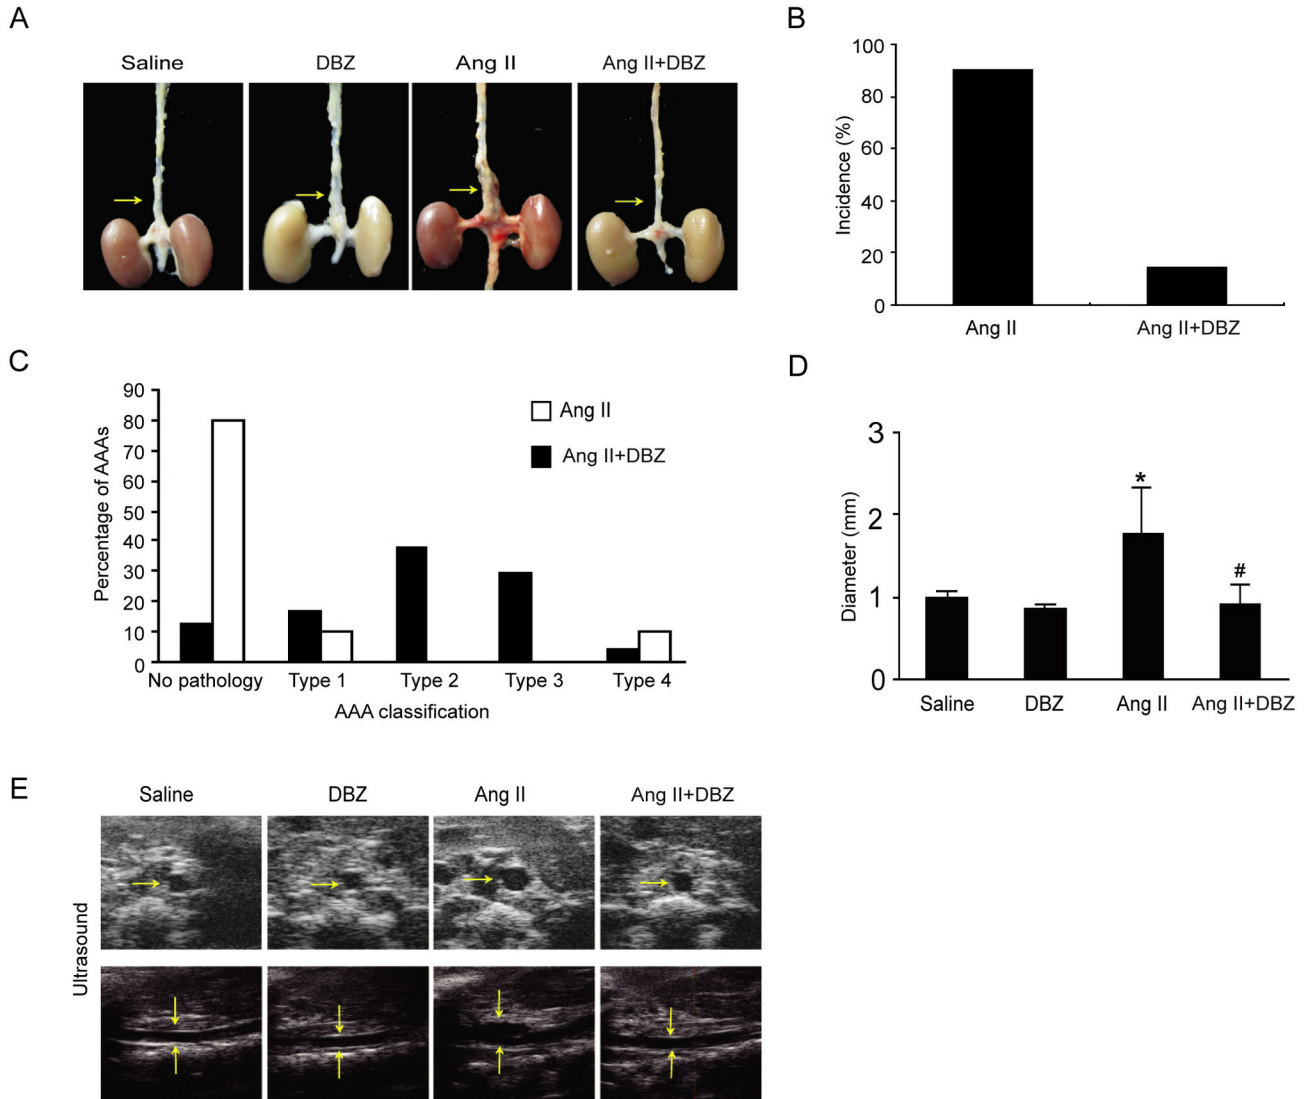 A
Saline DBZ Ang II Ang II+DBZ
B
Incidence (%)
100
80
60
40
20
0
Ang II Ang II+DBZ
C
Percentage of AAAs
90
80
70
60
50
40
30
20
10
0
Ang II
Ang II+DBZ
No pathology Type 1 Type 2 Type 3 Type 4
AAA classification
D
Diameter (mm)
3
2
1
0
*
#
Saline DBZ Ang II Ang II+DBZ
E
Saline DBZ Ang II Ang II+DBZ
Ultrasound